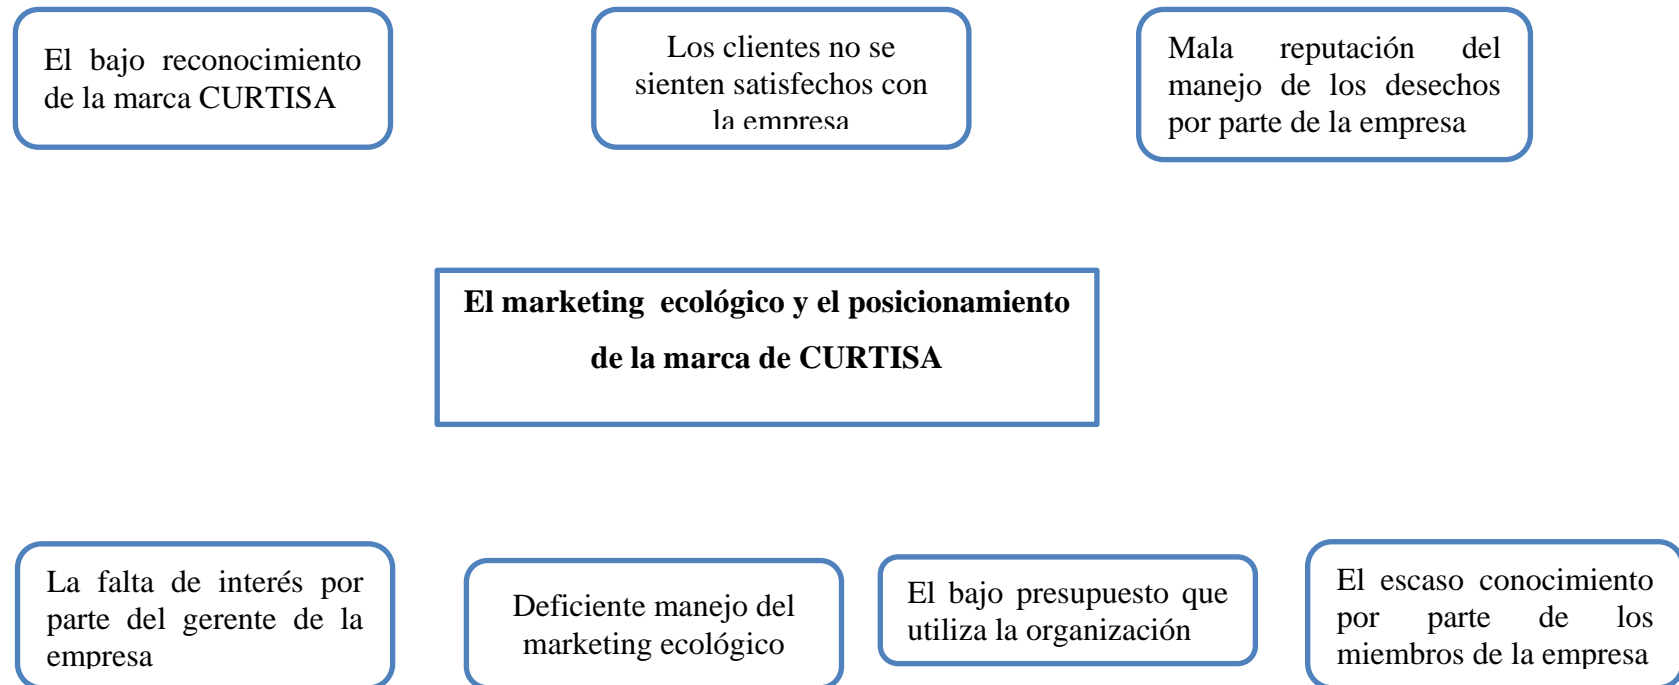 El bajo reconocimiento
de la marca CURTISA
Los clientes no se
sienten satisfechos con
la empresa
Mala reputación del
manejo de los desechos
por parte de la empresa
El marketing ecológico y el posicionamiento
de la marca de CURTISA
La falta de interés por
parte del gerente de la
empresa
Deficiente manejo del
marketing ecológico
El bajo presupuesto que
utiliza la organización
El escaso conocimiento
por parte de los
miembros de la empresa